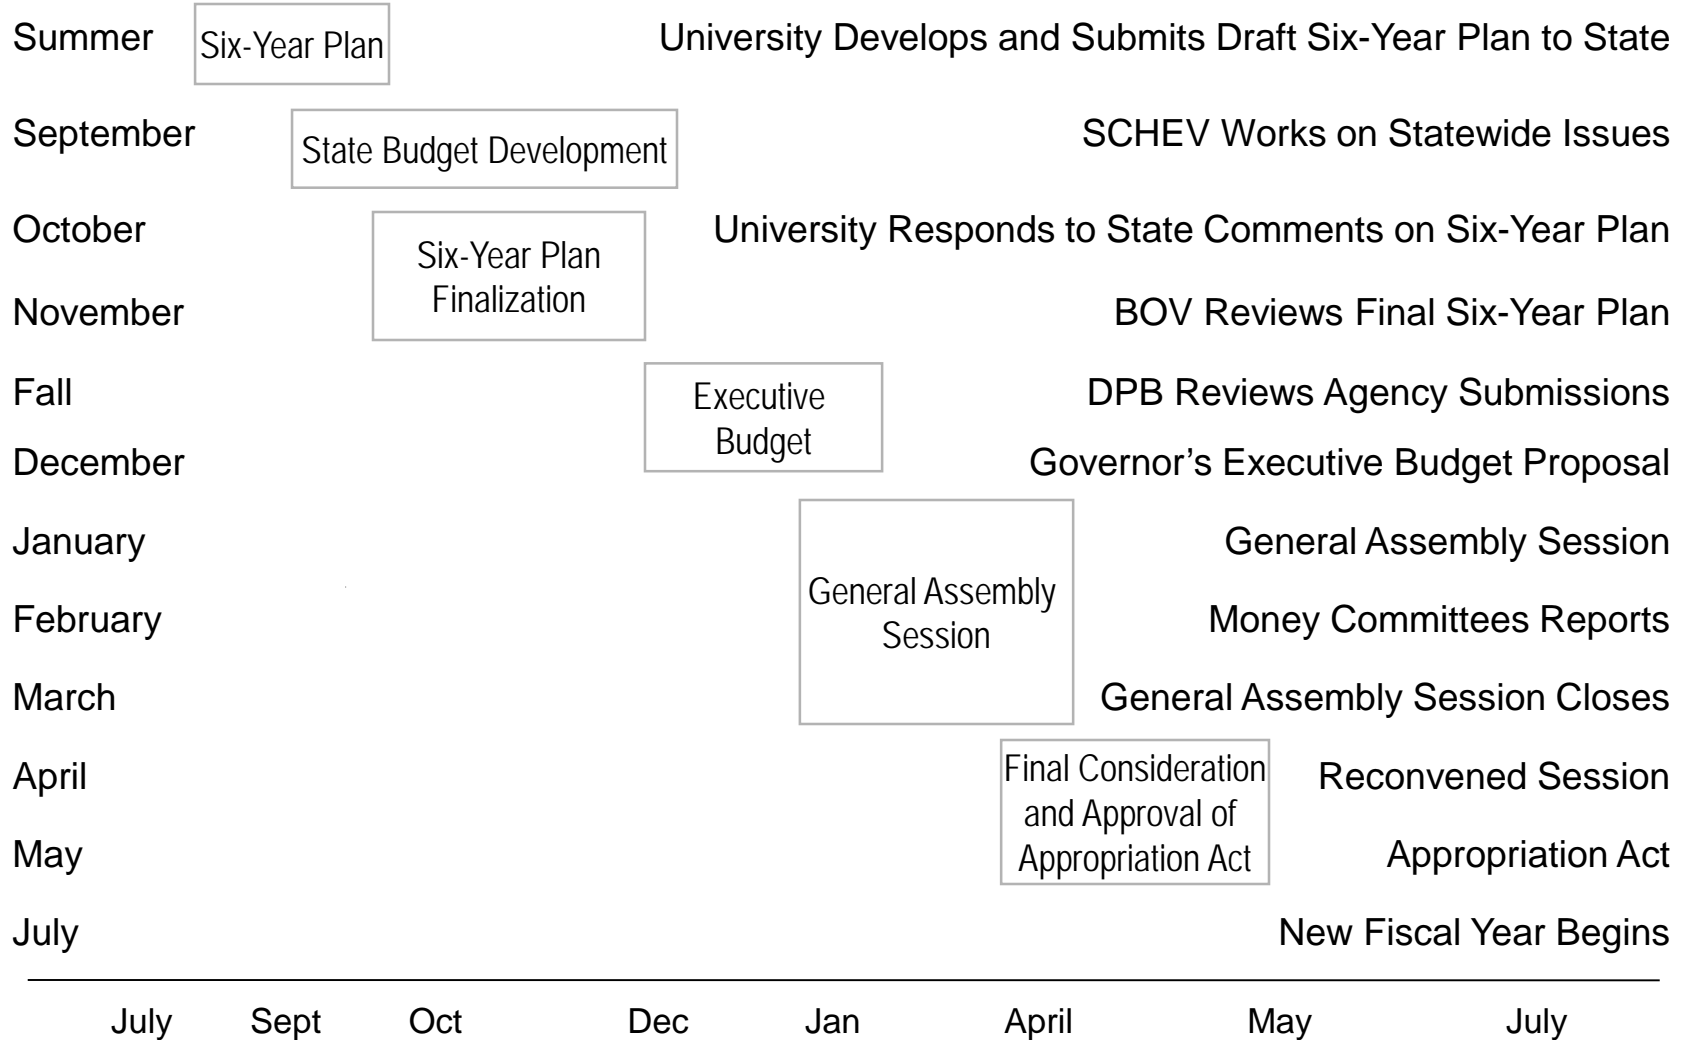 Summer
Six-Year Plan
University Develops and Submits Draft Six-Year Plan to State
September
State Budget Development
SCHEV Works on Statewide Issues
October
Six-Year Plan
Finalization
University Responds to State Comments on Six-Year Plan
November
BOV Reviews Final Six-Year Plan
Fall
Executive
Budget
DPB Reviews Agency Submissions
December
Governor’s Executive Budget Proposal
January
General Assembly Session
General Assembly
Session
February
Money Committees Reports
March
General Assembly Session Closes
April
Final Consideration
and Approval of
Appropriation Act
Reconvened Session
May
Appropriation Act
July
New Fiscal Year Begins
July Sept Oct Dec Jan April May July